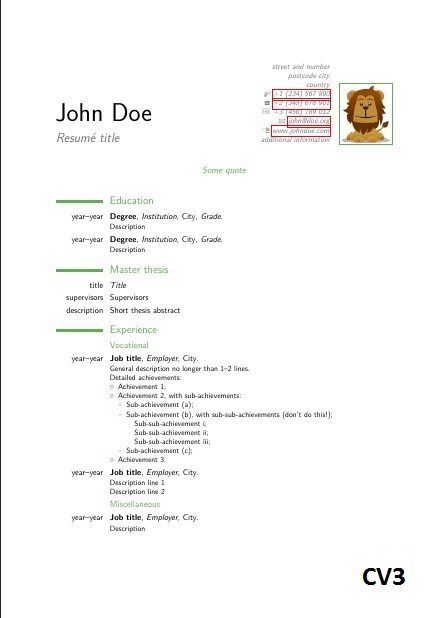 street and number
postcode city
country
+1 (234) 567 890
+2 (345) 678 901
+3 (456) 789 012
john@doe.org
www.johndoe.com
additional information
John Doe
Resumé title
Some quote
Education
year–year Degree, Institution, City, Grade.
Description
year–year Degree, Institution, City, Grade.
Description
Master thesis
title Title
supervisors Supervisors
description Short thesis abstract
Experience
Vocational
year–year Job title, Employer, City.
General description no longer than 1–2 lines.
Detailed achievements:
○ Achievement 1;
○ Achievement 2, with sub-achievements:
- Sub-achievement (a);
- Sub-achievement (b), with sub-sub-achievements (don't do this!);
Sub-sub-achievement i;
Sub-sub-achievement ii;
Sub-sub-achievement iii;
- Sub-achievement (c);
○ Achievement 3.
year–year Job title, Employer, City.
Description line 1
Description line 2
Miscellaneous
year–year Job title, Employer, City.
Description
CV3